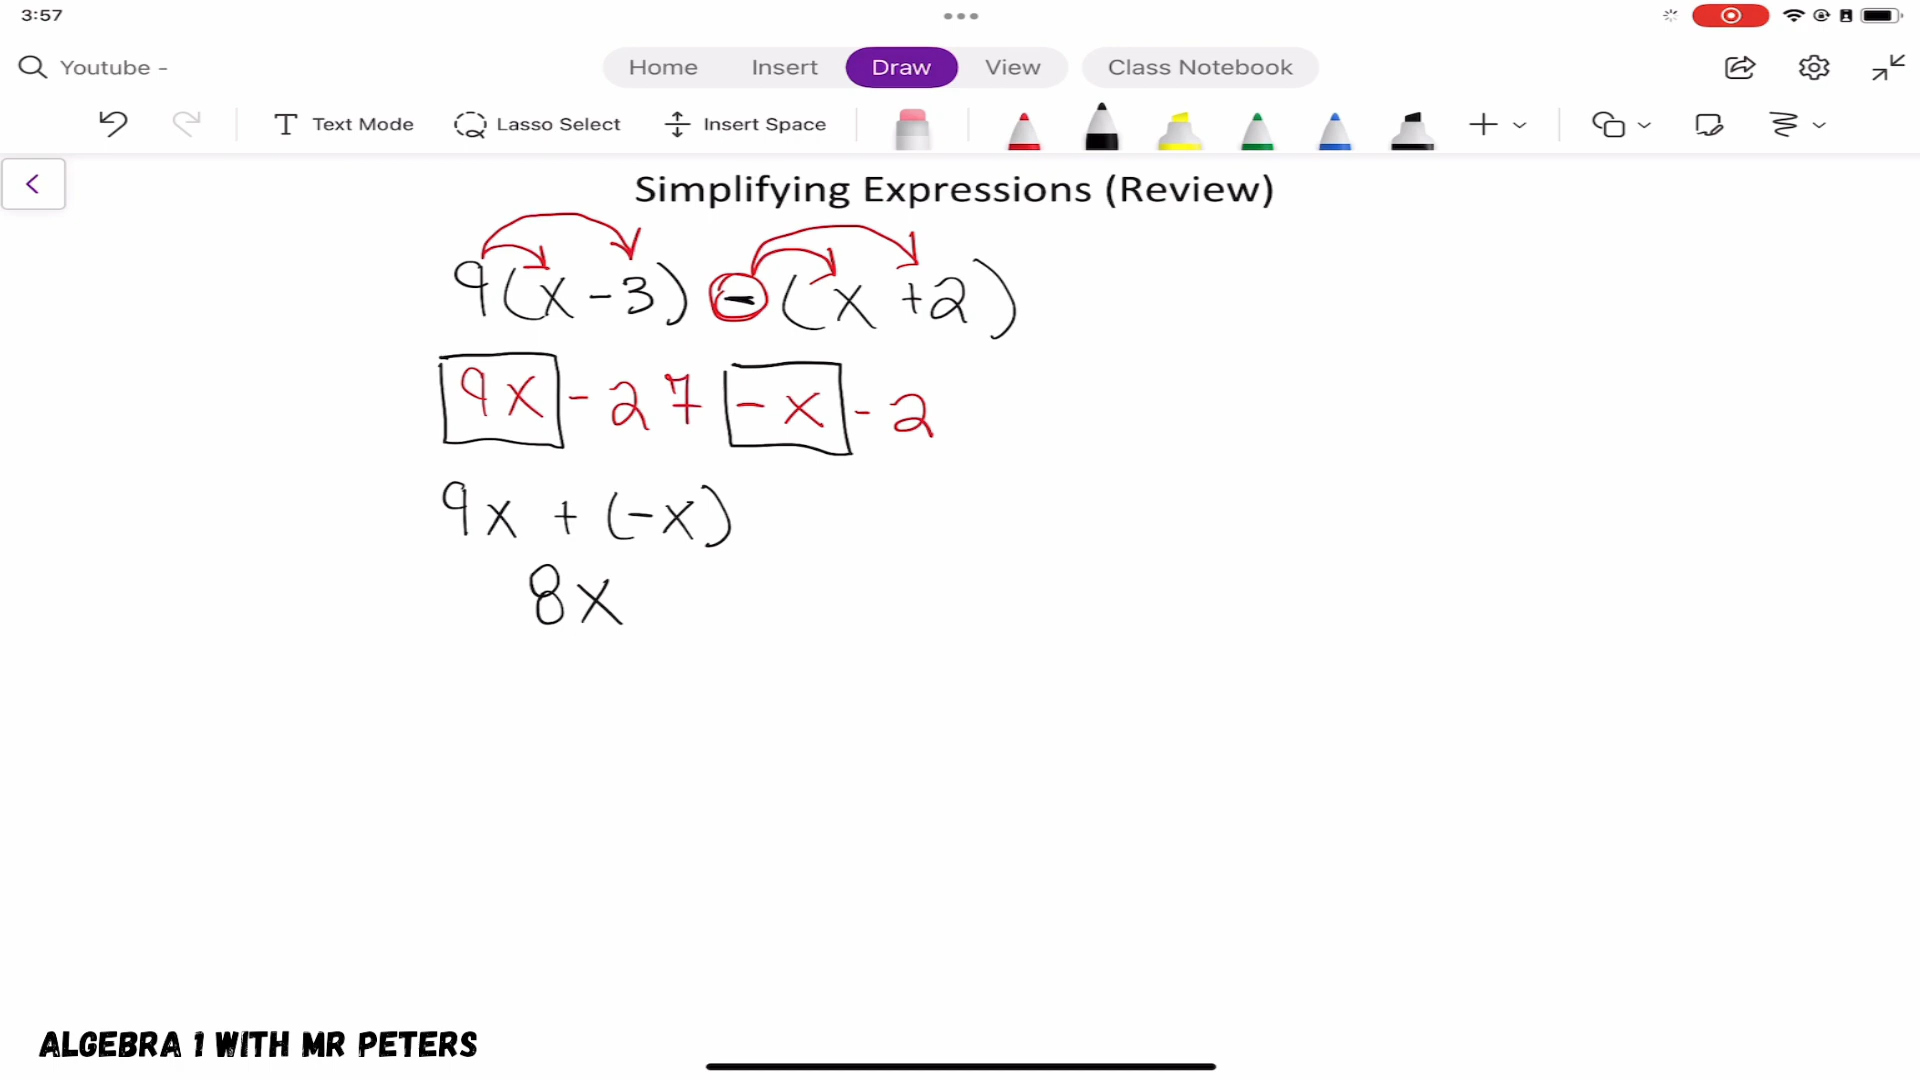 3:57
Youtube -
Home Insert Draw View Class Notebook
Text Mode Lasso Select Insert Space
Simplifying Expressions (Review)
9(x-3) - (x+2)
9x - 27 - x - 2
9x + (-x)
8x
ALGEBRA 1 WITH MR PETERS